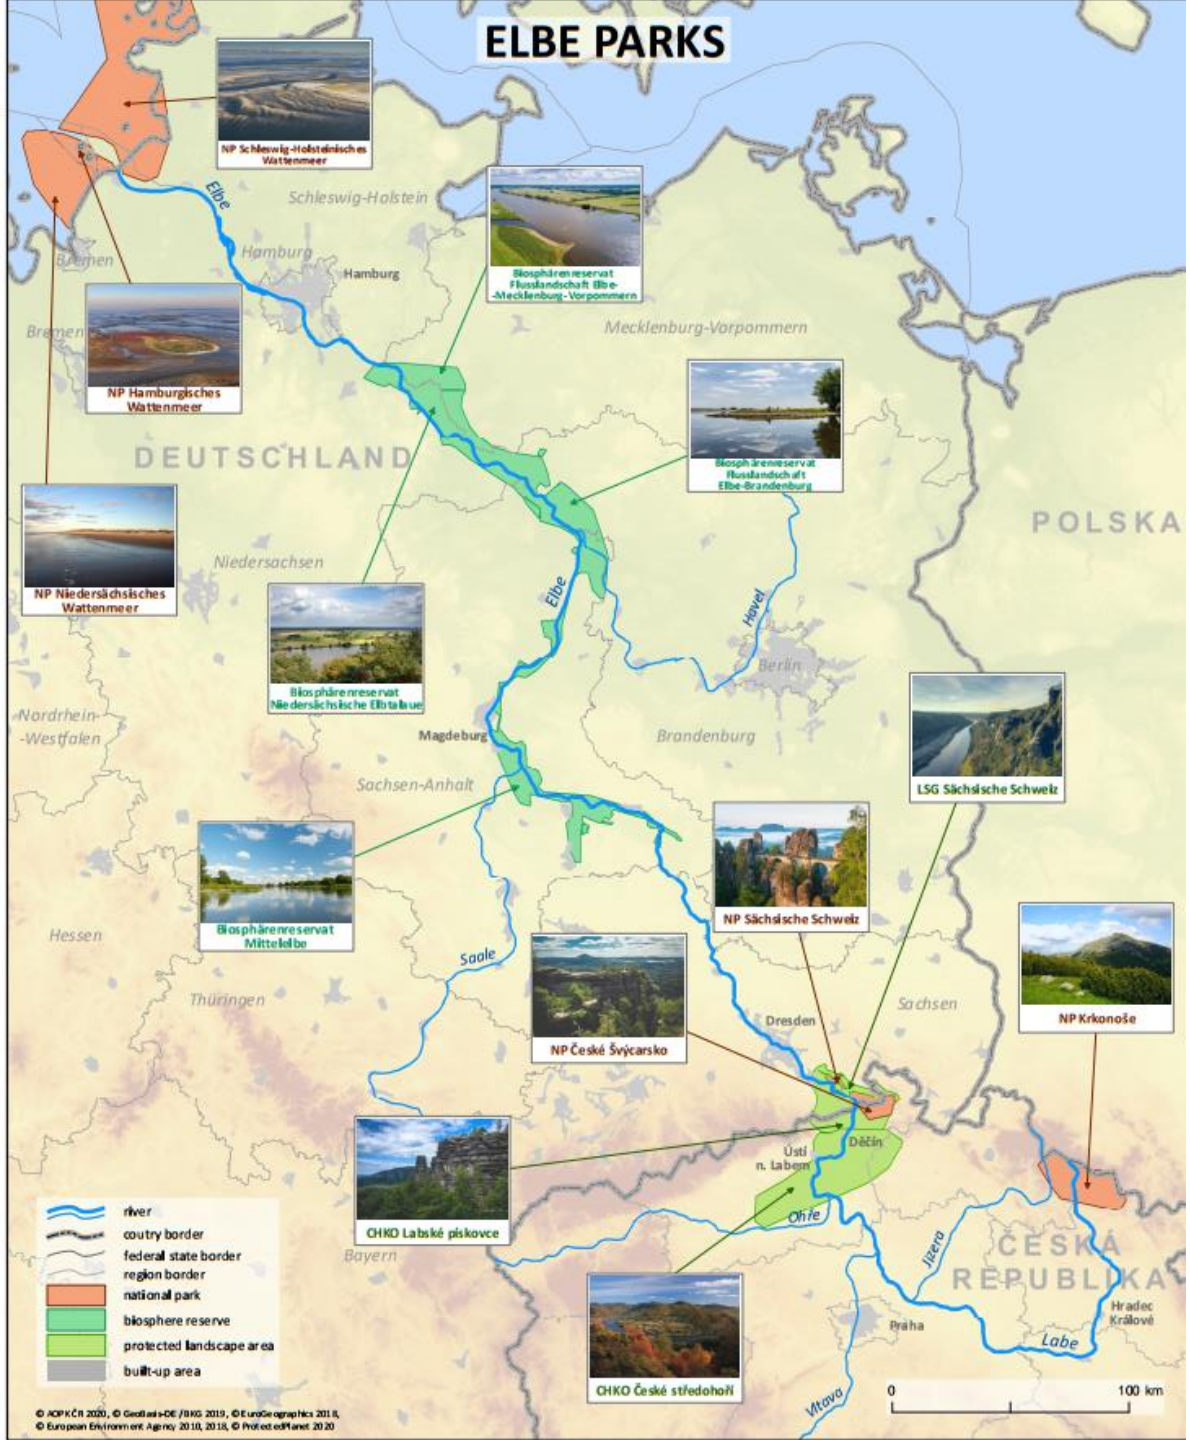 ELBE PARKS
NP Schleswig-Holsteinisches
Wattenmeer
Elbe
Schleswig-Holstein
Biosphärenreservat
Flusslandschaft Elbe-
-Mecklenburg-Vorpommern
Bremen
Hamburg
Hamburg
Bremen
Mecklenburg-Vorpommern
NP Hamburgisches
Wattenmeer
DEUTSCHLAND
Biosphärenreservat
Flusslandschaft
Elbe-Brandenburg
POLSKA
NP Niedersächsisches
Wattenmeer
Niedersachsen
Elbe
Havel
Berlin
Biosphärenreservat
Niedersächsische Elbtalaue
Nordrhein-
-Westfalen
Magdeburg
Brandenburg
Sachsen-Anhalt
LSG Sächsische Schweiz
NP Sächsische Schweiz
Biosphärenreservat
Mittelelbe
Hessen
Saale
Thüringen
Sachsen
Dresden
NP Krkonoše
NP České Švýcarsko
Děčín
Ústí
n. Labem
CHKO Labské pískovce
Ohře
Jizera
ČESKÁ
REPUBLIKA
Bayern
Hradec
Králové
Praha
Labe
CHKO České středohoří
Vltava
river
coutry border
federal state border
region border
national park
biosphere reserve
protected landscape area
built-up area
0 100 km
© AOPK ČR 2020, © GeoBasis-DE / BKG 2019, © EuroGeographics 2018,
© European Environment Agency 2010, 2018, © ProtectedPlanet 2020